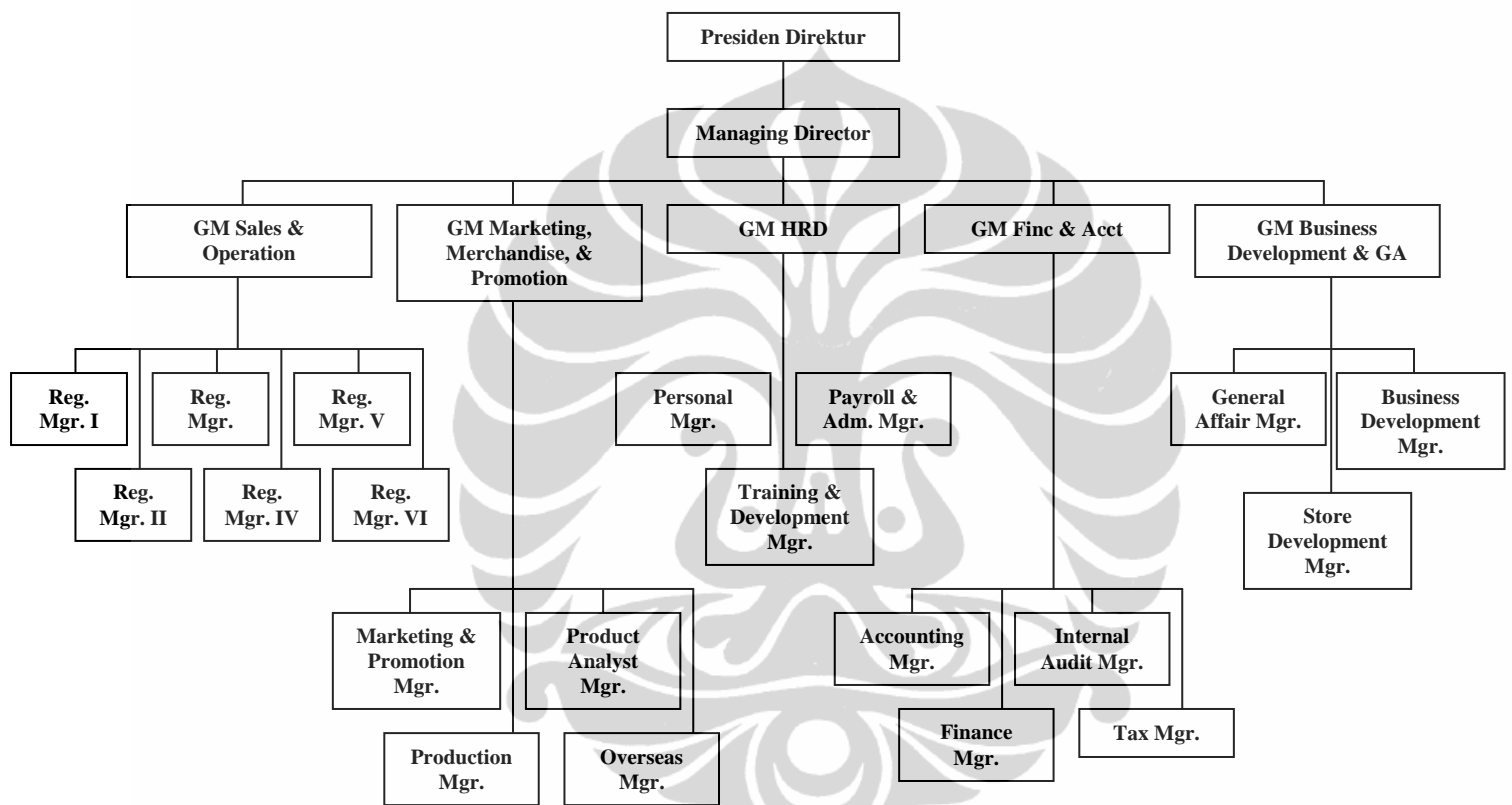 Presiden Direktur
Managing Director
GM Sales &
Operation
GM Marketing,
Merchandise, &
Promotion
GM HRD
GM Finc & Acct
GM Business
Development & GA
Reg.
Mgr. I
Reg.
Mgr.
Reg.
Mgr. V
Reg.
Mgr. II
Reg.
Mgr. IV
Reg.
Mgr. VI
Personal
Mgr.
Payroll &
Adm. Mgr.
Training &
Development
Mgr.
General
Affair Mgr.
Business
Development
Mgr.
Store
Development
Mgr.
Marketing &
Promotion
Mgr.
Product
Analyst
Mgr.
Production
Mgr.
Overseas
Mgr.
Accounting
Mgr.
Internal
Audit Mgr.
Finance
Mgr.
Tax Mgr.